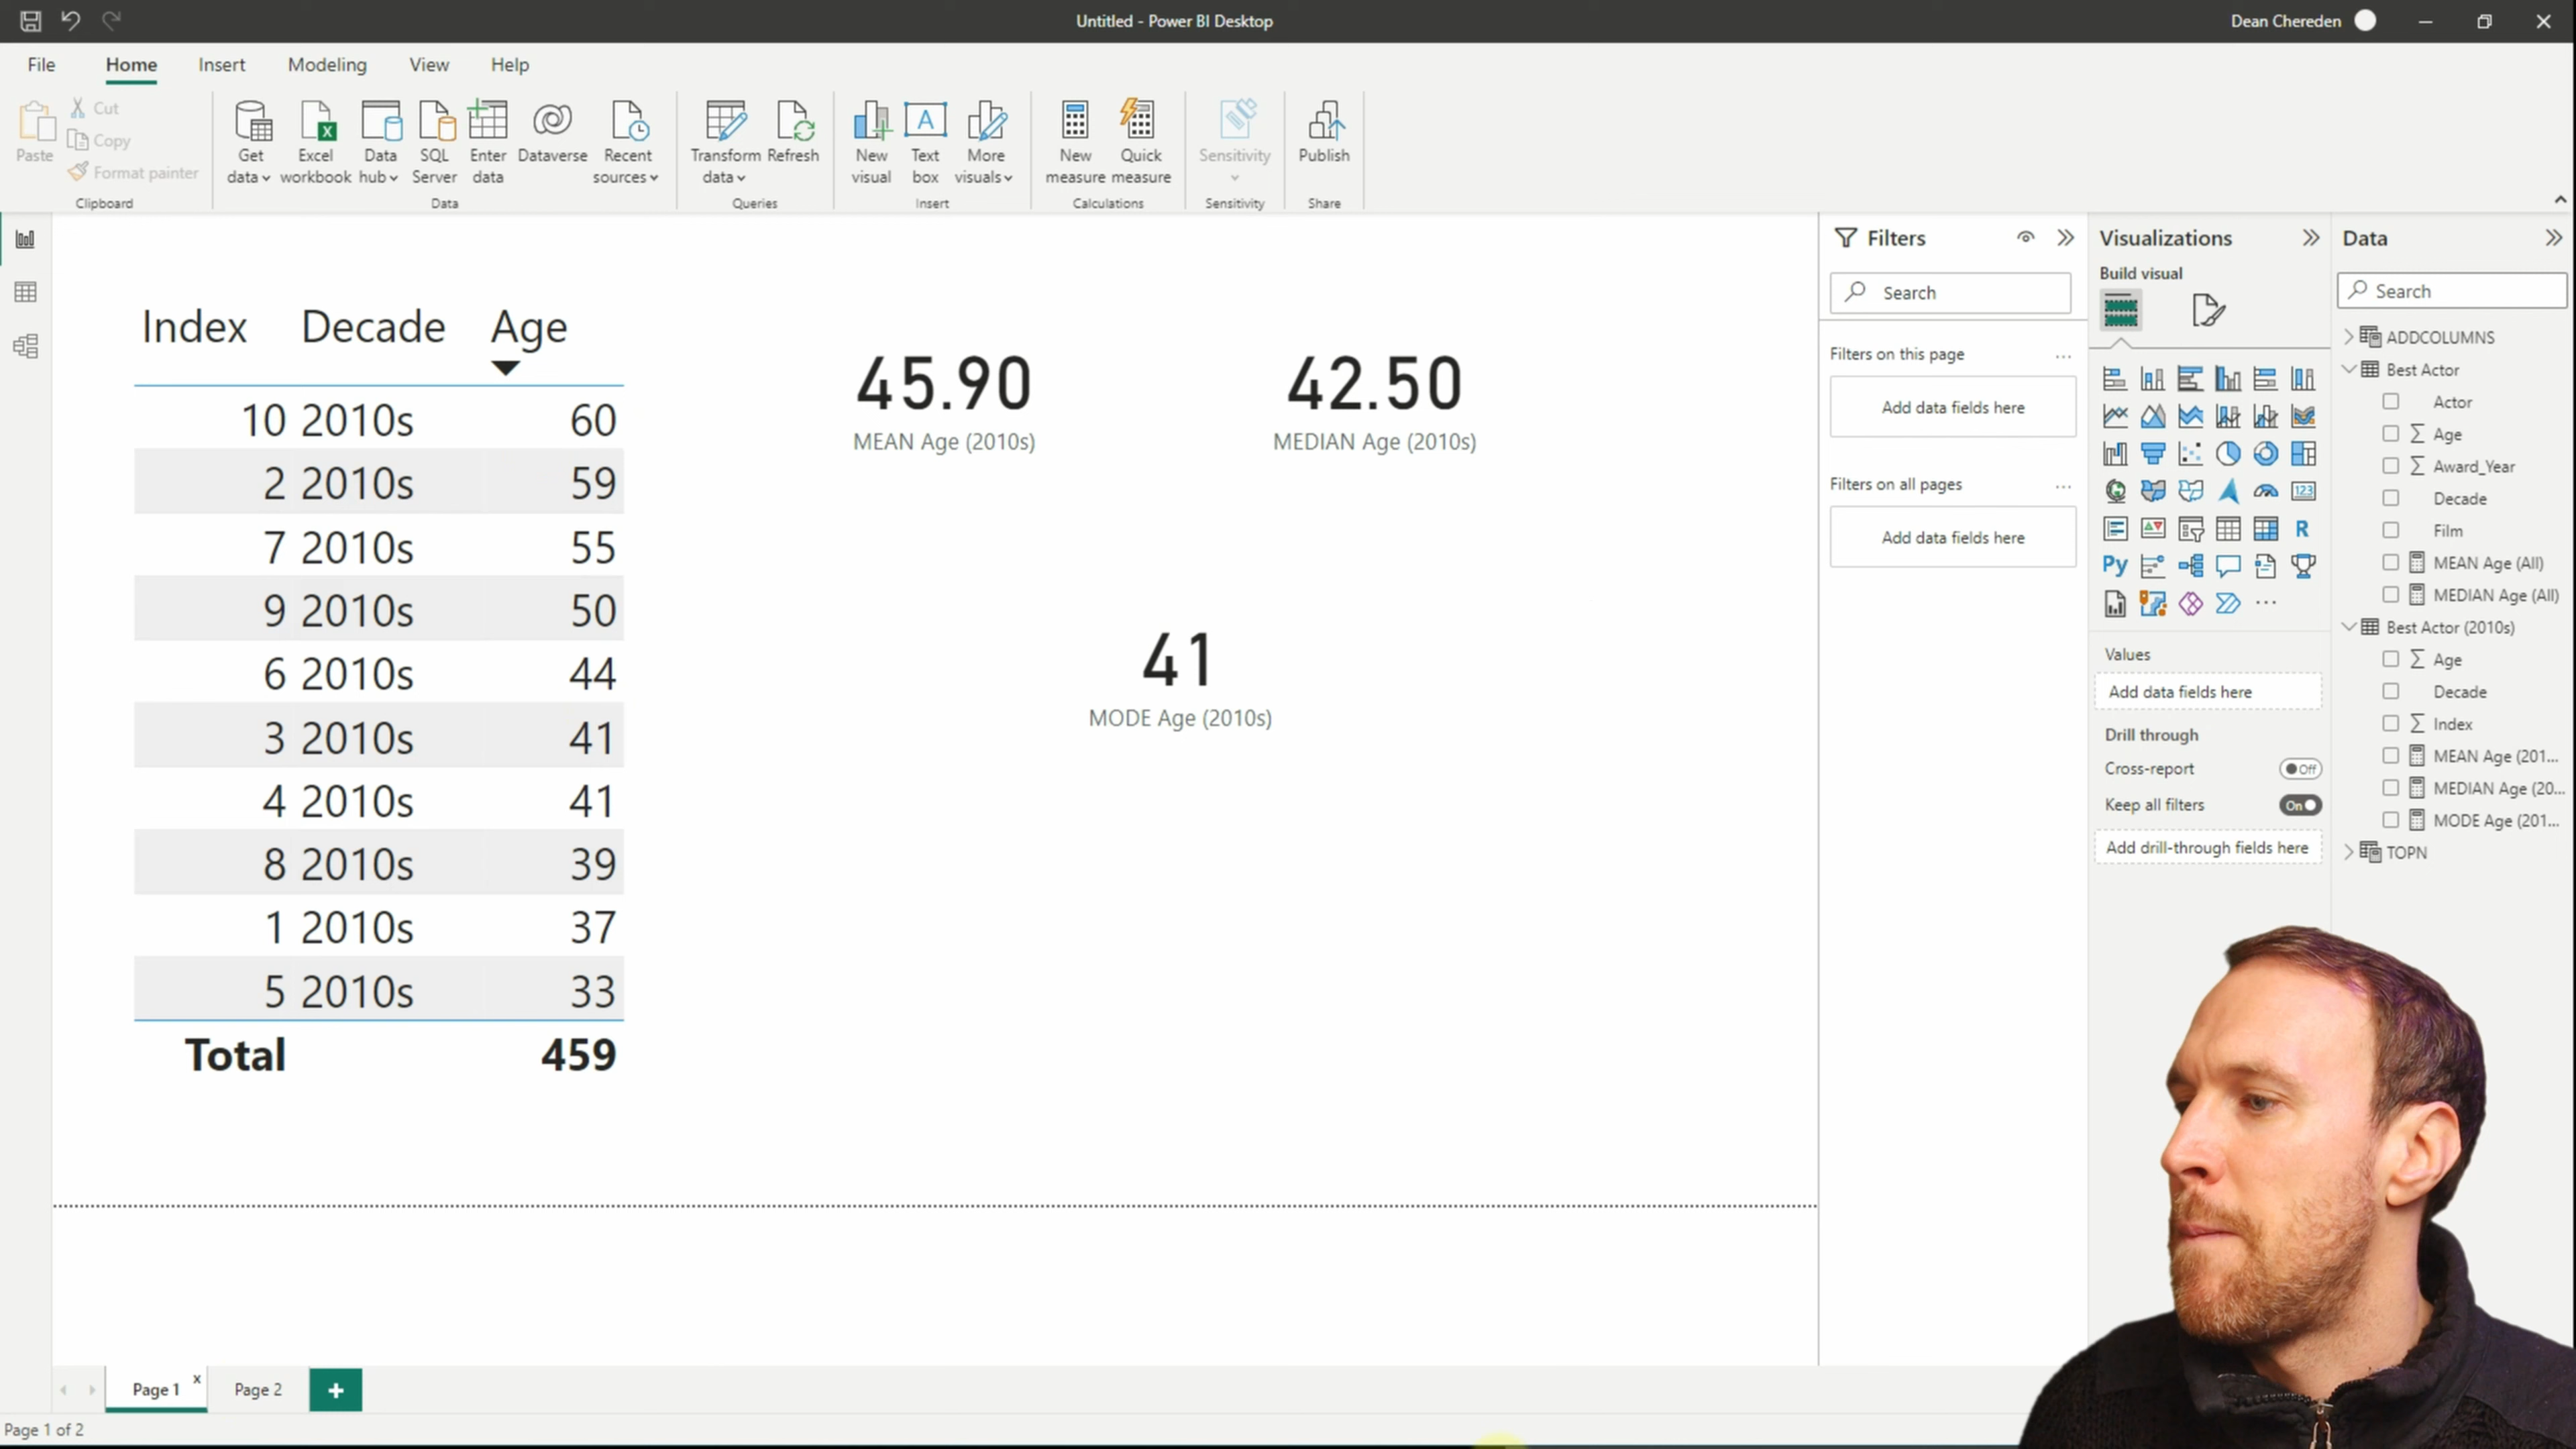 Untitled - Power BI Desktop
Dean Chereden
File Home Insert Modeling View Help
Paste
Cut
Copy
Format painter
Clipboard
Get data
Excel workbook
Data hub
SQL Server
Enter data
Dataverse
Recent sources
Data
Transform data
Refresh
Queries
New visual
Text box
More visuals
Insert
New measure
Quick measure
Calculations
Sensitivity
Sensitivity
Publish
Share
Index Decade Age
10 2010s 60
2 2010s 59
7 2010s 55
9 2010s 50
6 2010s 44
3 2010s 41
4 2010s 41
8 2010s 39
1 2010s 37
5 2010s 33
Total 459
45.90
MEAN Age (2010s)
42.50
MEDIAN Age (2010s)
41
MODE Age (2010s)
Filters
Search
Filters on this page
...
Add data fields here
Filters on all pages
...
Add data fields here
Visualizations
Build visual
123
R
Py
...
Values
Add data fields here
Drill through
Cross-report
Off
Keep all filters
On
Add drill-through fields here
Data
Search
ADDCOLUMNS
Best Actor
Actor
Age
Award_Year
Decade
Film
MEAN Age (All)
MEDIAN Age (All)
Best Actor (2010s)
Age
Decade
Index
MEAN Age (201...
MEDIAN Age (20...
MODE Age (201...
TOPN
Page 1 x
Page 2
+
Page 1 of 2